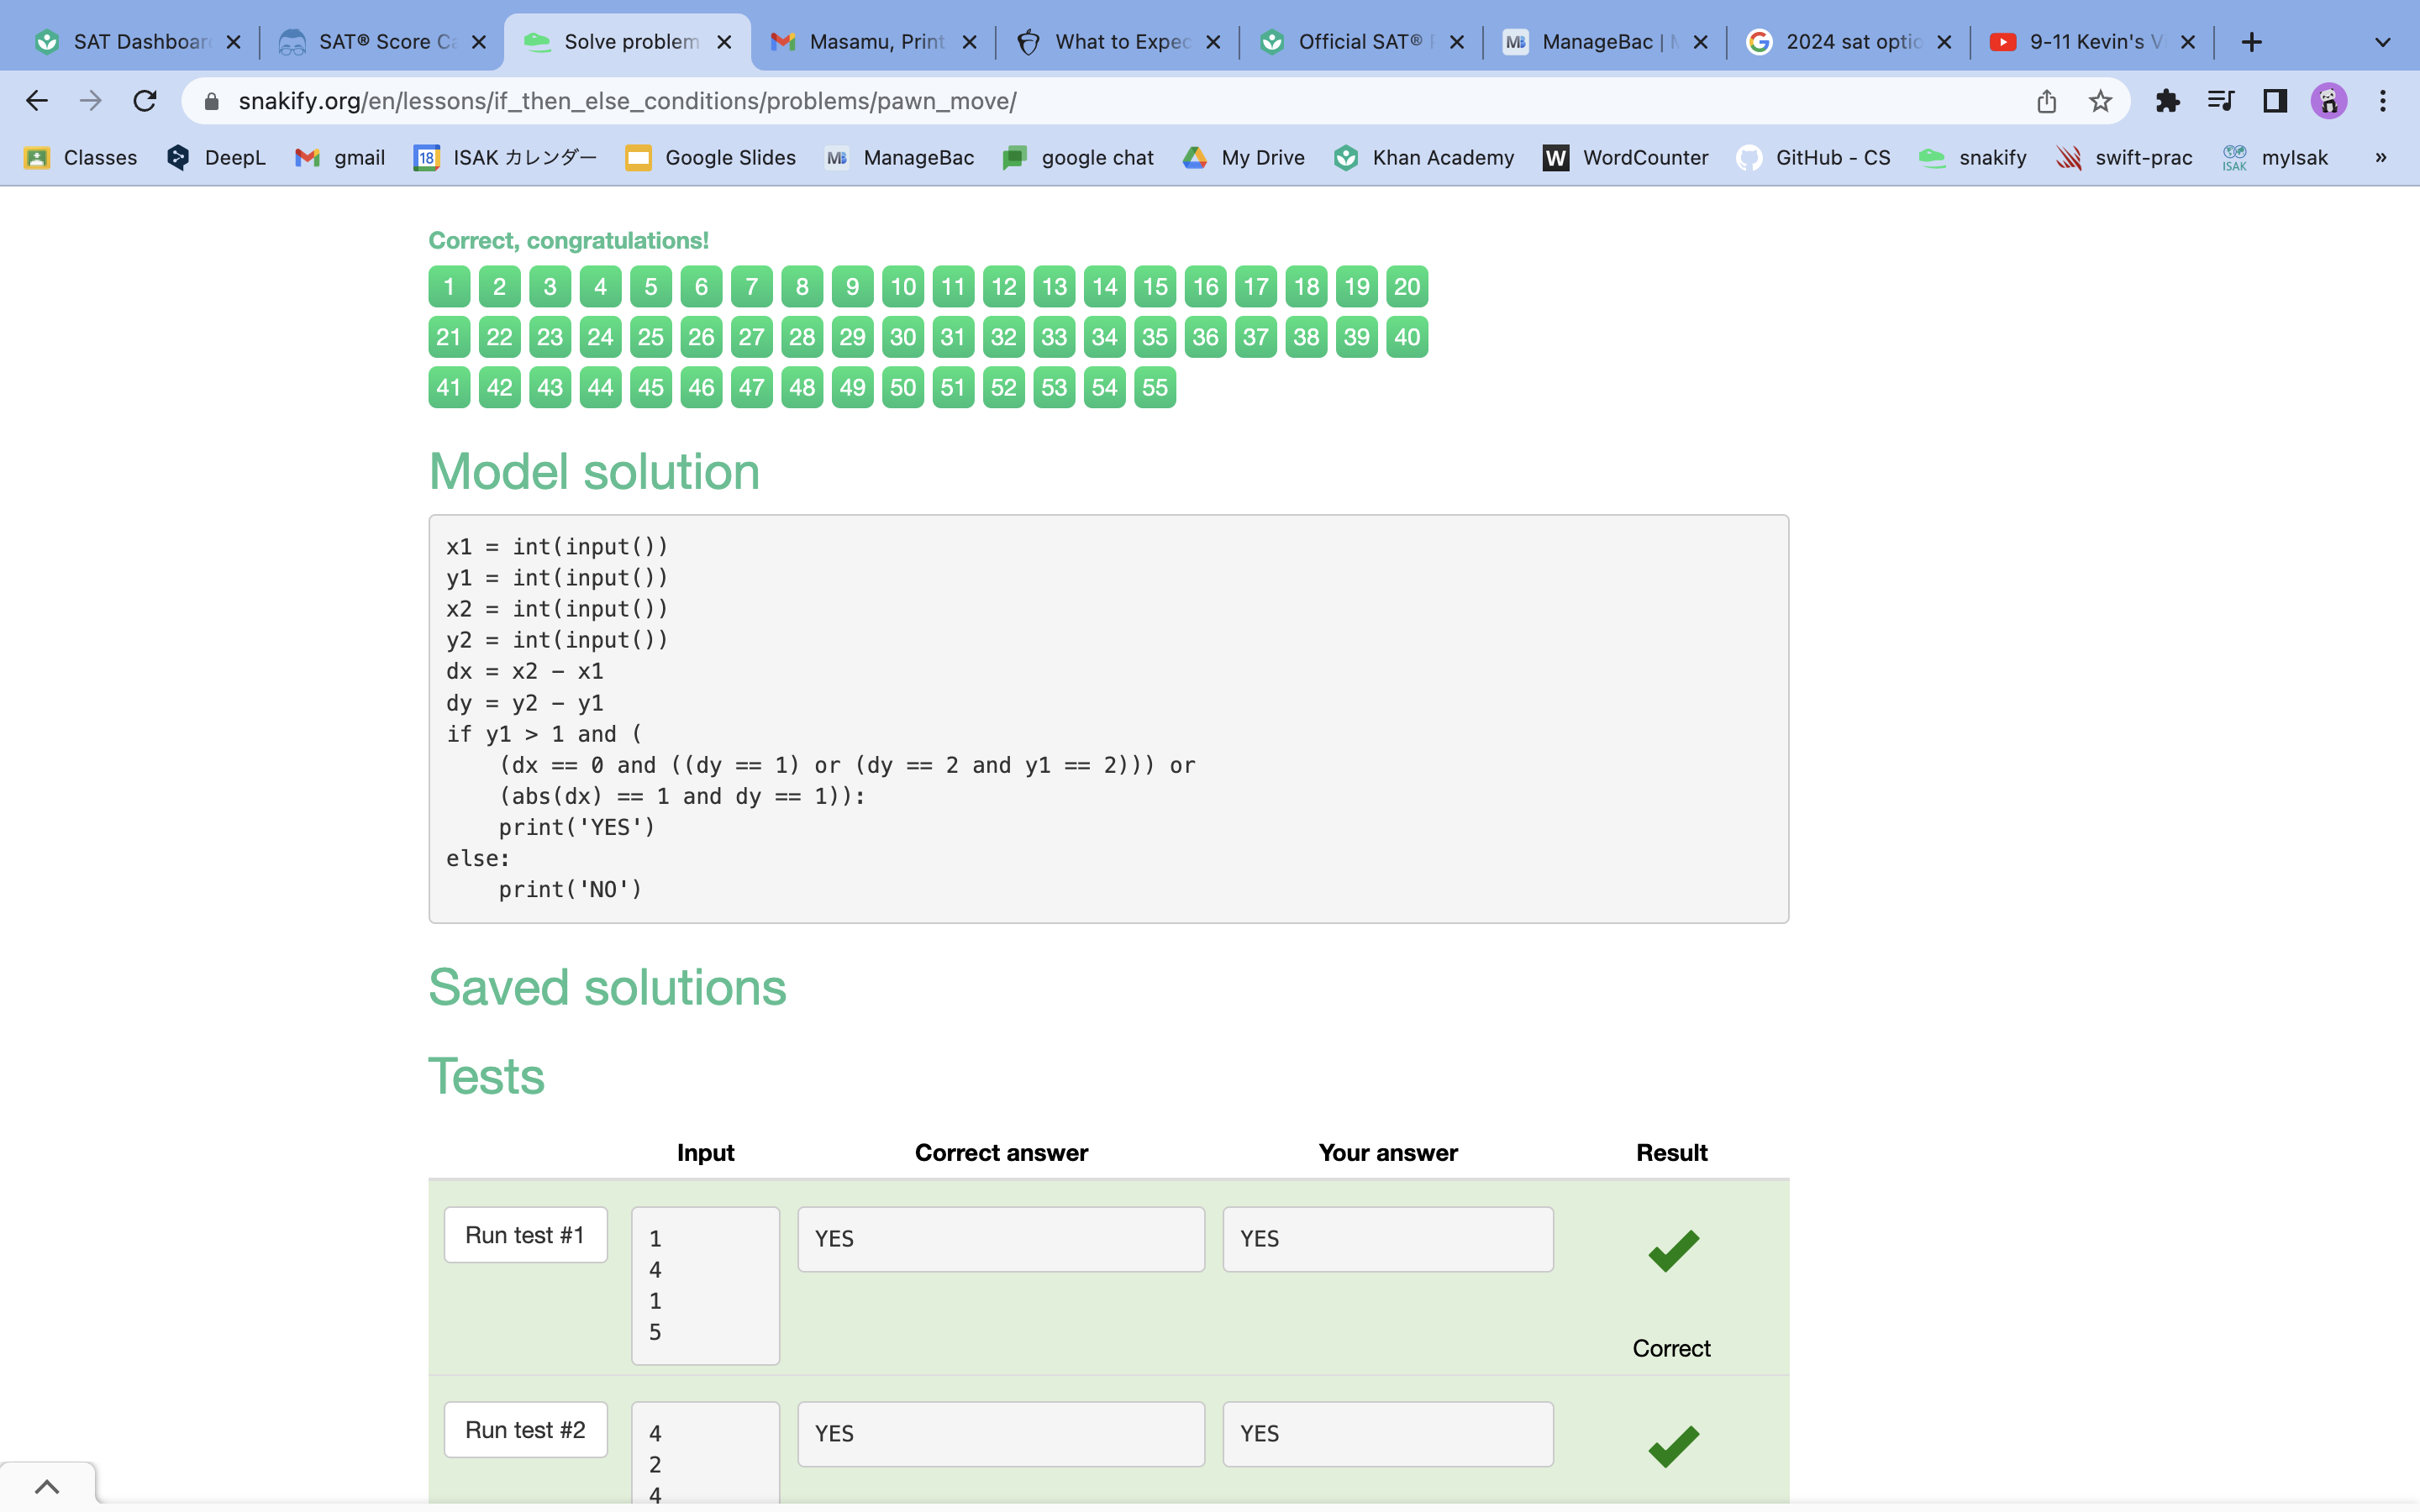 SAT Dashboar
SAT® Score Ca
Solve problem
Masamu, Print
What to Expec
Official SAT®
ManageBac |
2024 sat optio
9-11 Kevin's V
snakify.org/en/lessons/if_then_else_conditions/problems/pawn_move/
Classes
DeepL
gmail
18
ISAK カレンダー
Google Slides
MB
ManageBac
google chat
My Drive
Khan Academy
W
WordCounter
GitHub - CS
snakify
swift-prac
ISAK
myIsak
»
Correct, congratulations!
1 2 3 4 5 6 7 8 9 10 11 12 13 14 15 16 17 18 19 20
21 22 23 24 25 26 27 28 29 30 31 32 33 34 35 36 37 38 39 40
41 42 43 44 45 46 47 48 49 50 51 52 53 54 55
Model solution
x1 = int(input())
y1 = int(input())
x2 = int(input())
y2 = int(input())
dx = x2 - x1
dy = y2 - y1
if y1 > 1 and (
    (dx == 0 and ((dy == 1) or (dy == 2 and y1 == 2))) or
    (abs(dx) == 1 and dy == 1)):
    print('YES')
else:
    print('NO')
Saved solutions
Tests
Input Correct answer Your answer Result
Run test #1
1
4
1
5
YES
YES
Correct
Run test #2
4
2
4
YES
YES